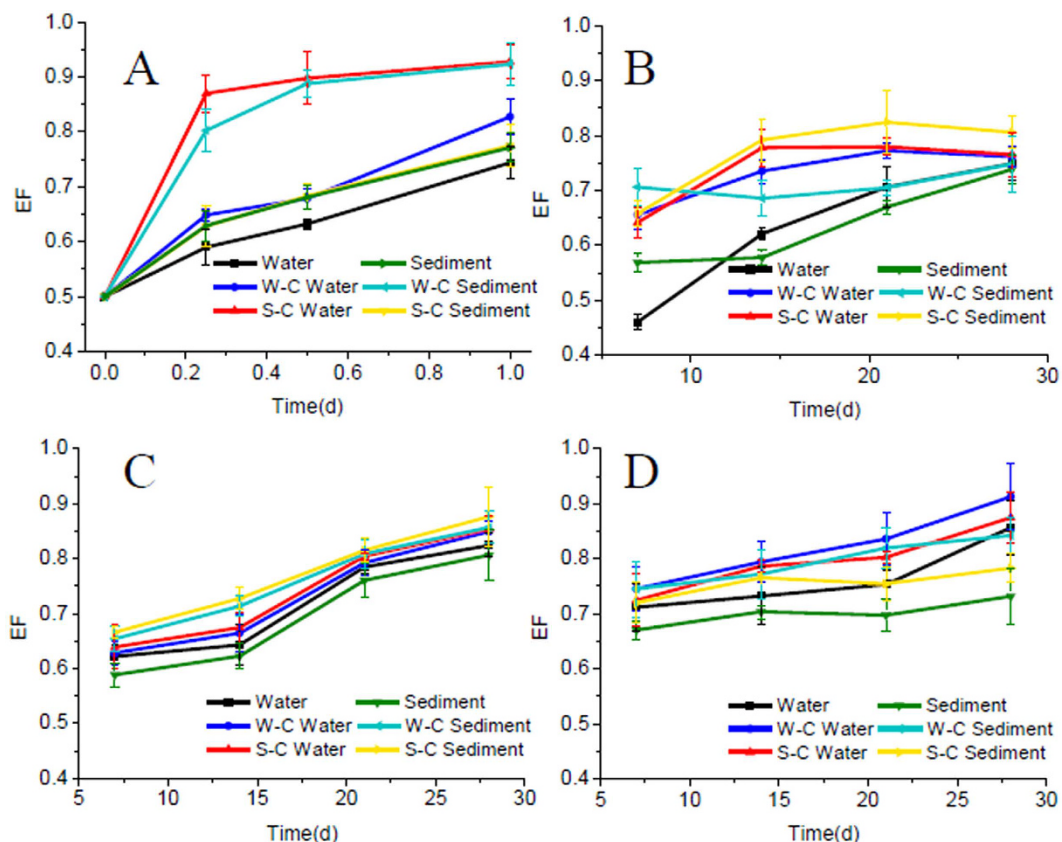 A
1.0
0.9
0.8
0.7
0.6
0.5
0.4
EF
0.0 0.2 0.4 0.6 0.8 1.0
Time(d)
Water Sediment
W-C Water W-C Sediment
S-C Water S-C Sediment
B
1.0
0.9
0.8
0.7
0.6
0.5
0.4
EF
10 20 30
Time(d)
Water Sediment
W-C Water W-C Sediment
S-C Water S-C Sediment
C
1.0
0.9
0.8
0.7
0.6
0.5
0.4
EF
5 10 15 20 25 30
Time(d)
Water Sediment
W-C Water W-C Sediment
S-C Water S-C Sediment
D
1.0
0.9
0.8
0.7
0.6
0.5
0.4
EF
5 10 15 20 25 30
Time(d)
Water Sediment
W-C Water W-C Sediment
S-C Water S-C Sediment